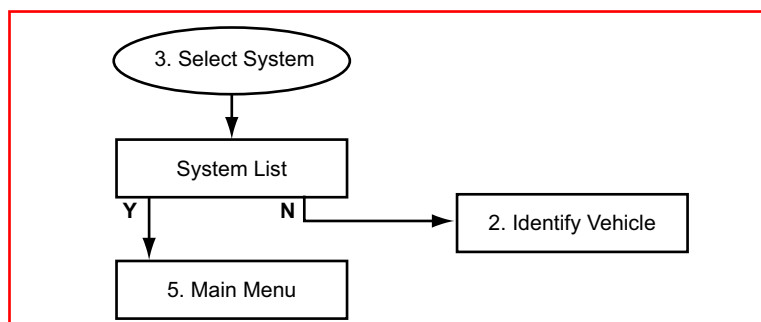 3. Select System
System List
Y
N
2. Identify Vehicle
5. Main Menu